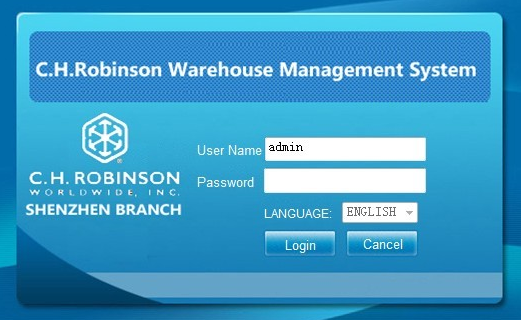 C.H.Robinson Warehouse Management System
User Name admin
Password
C.H. ROBINSON
WORLDWIDE, INC.
SHENZHEN BRANCH
LANGUAGE: ENGLISH
Login Cancel